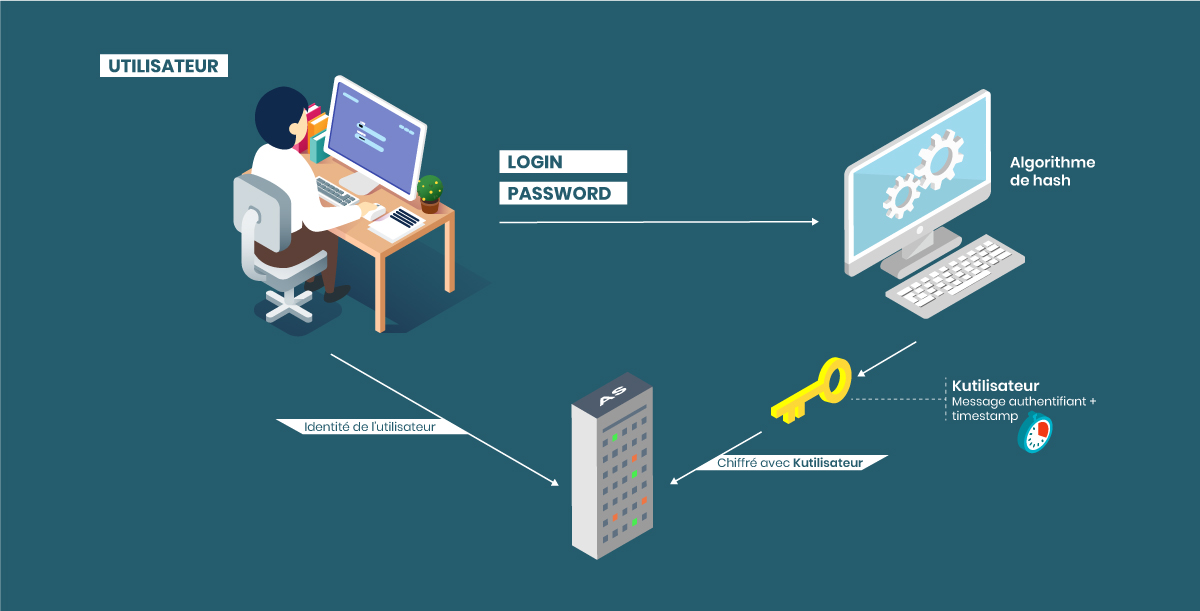 UTILISATEUR
LOGIN
PASSWORD
Algorithme
de hash
Kutilisateur
Message authentifiant +
timestamp
AS
Identité de l'utilisateur
Chiffré avec Kutilisateur